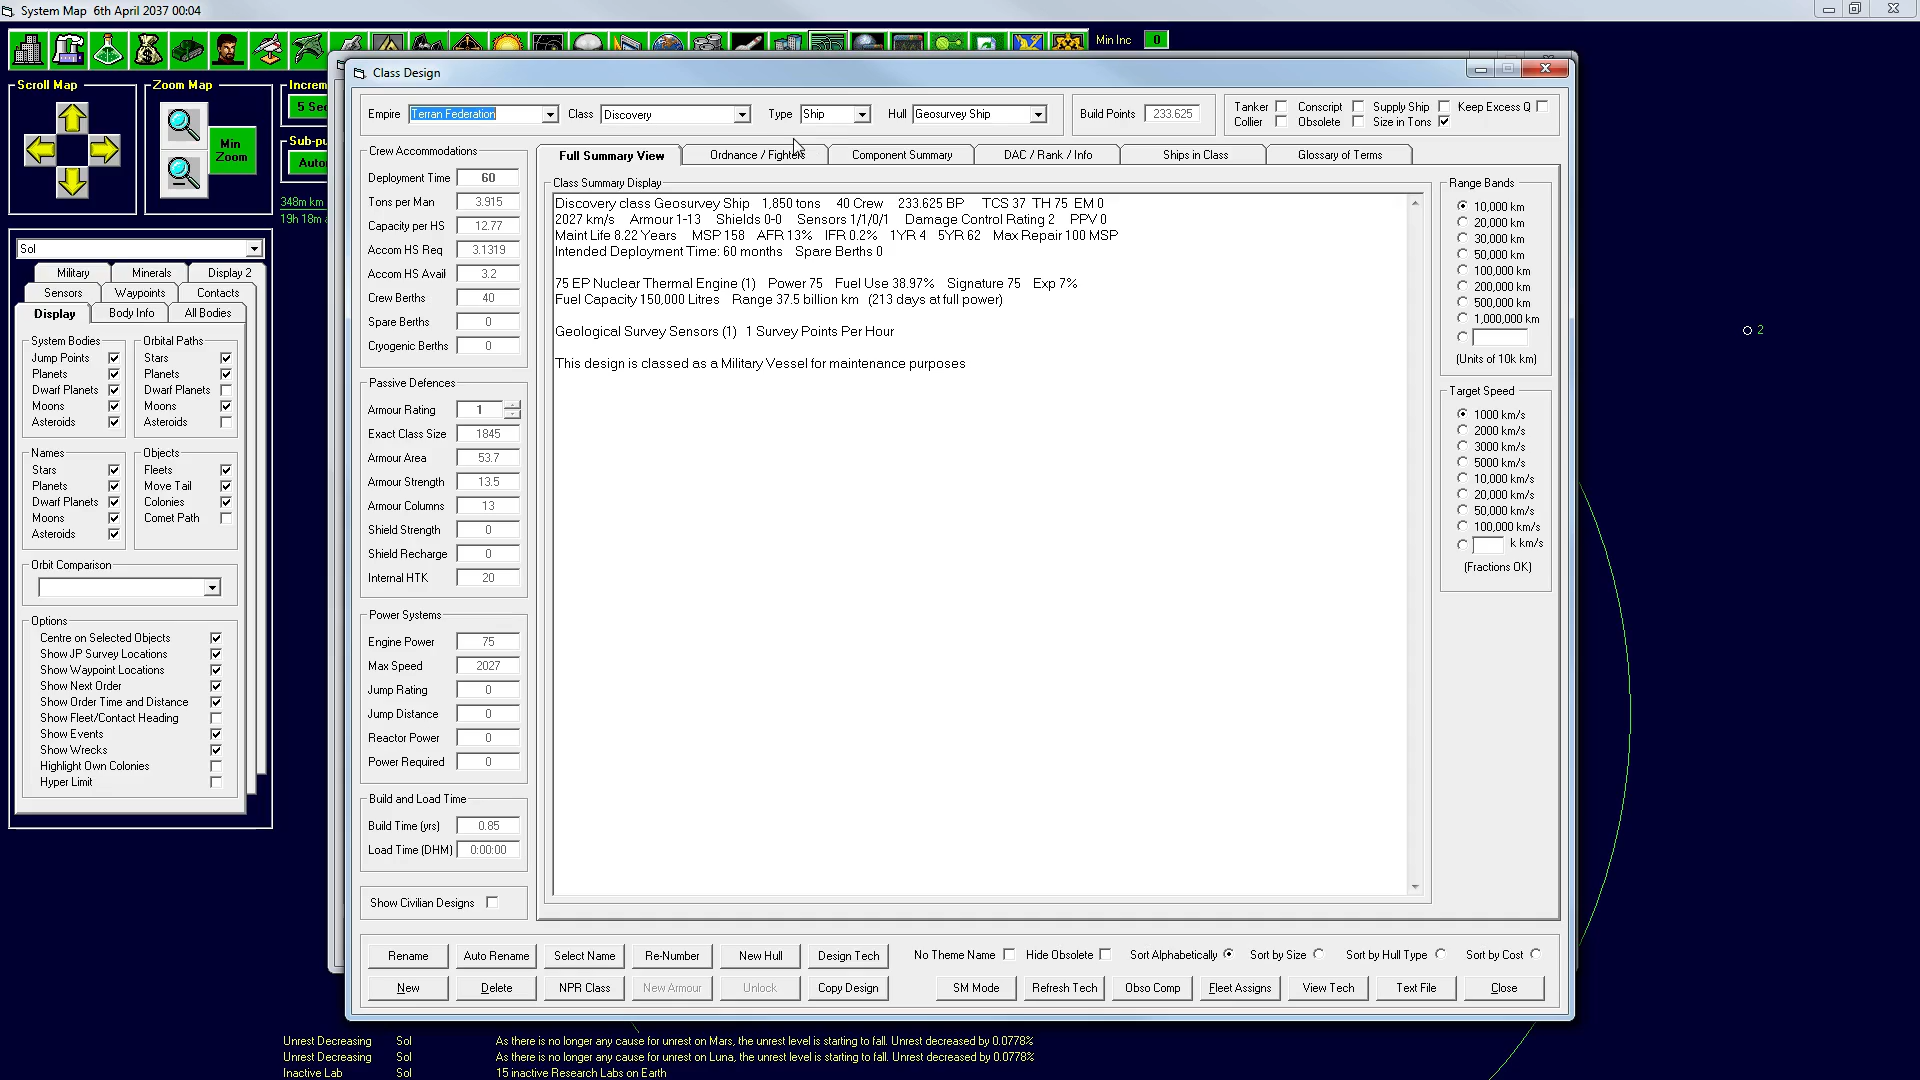 System Map 6th April 2037 00:04
Min Inc 0
Scroll Map
Zoom Map
Min Zoom
Increm
5 Sec
Sub-pu
Auto
348m km
19h 18m a
Sol
Military Minerals Display 2
Sensors Waypoints Contacts
Display Body Info All Bodies
System Bodies
Jump Points
Planets
Dwarf Planets
Moons
Asteroids
Orbital Paths
Stars
Planets
Dwarf Planets
Moons
Asteroids
Names
Stars
Planets
Dwarf Planets
Moons
Asteroids
Objects
Fleets
Move Tail
Colonies
Comet Path
Orbit Comparison
Options
Centre on Selected Objects
Show JP Survey Locations
Show Waypoint Locations
Show Next Order
Show Order Time and Distance
Show Fleet/Contact Heading
Show Events
Show Wrecks
Highlight Own Colonies
Hyper Limit
Class Design
Empire Terran Federation Class Discovery Type Ship Hull Geosurvey Ship Build Points 233.625
Tanker Conscript Supply Ship Keep Excess Q
Collier Obsolete Size in Tons
Crew Accommodations
Deployment Time 60
Tons per Man 3.915
Capacity per HS 12.77
Accom HS Req 3.1319
Accom HS Avail 3.2
Crew Berths 40
Spare Berths 0
Cryogenic Berths 0
Passive Defences
Armour Rating 1
Exact Class Size 1845
Armour Area 53.7
Armour Strength 13.5
Armour Columns 13
Shield Strength 0
Shield Recharge 0
Internal HTK 20
Power Systems
Engine Power 75
Max Speed 2027
Jump Rating 0
Jump Distance 0
Reactor Power 0
Power Required 0
Build and Load Time
Build Time (yrs) 0.85
Load Time (DHM) 0:00:00
Show Civilian Designs
Full Summary View Ordnance / Fighters Component Summary DAC / Rank / Info Ships in Class Glossary of Terms
Class Summary Display
Discovery class Geosurvey Ship 1,850 tons 40 Crew 233.625 BP TCS 37 TH 75 EM 0
2027 km/s Armour 1-13 Shields 0-0 Sensors 1/1/0/1 Damage Control Rating 2 PPV 0
Maint Life 8.22 Years MSP 158 AFR 13% IFR 0.2% 1YR 4 5YR 62 Max Repair 100 MSP
Intended Deployment Time: 60 months Spare Berths 0
75 EP Nuclear Thermal Engine (1) Power 75 Fuel Use 38.97% Signature 75 Exp 7%
Fuel Capacity 150,000 Litres Range 37.5 billion km (213 days at full power)
Geological Survey Sensors (1) 1 Survey Points Per Hour
This design is classed as a Military Vessel for maintenance purposes
Range Bands
10,000 km
20,000 km
30,000 km
50,000 km
100,000 km
200,000 km
500,000 km
1,000,000 km
(Units of 10k km)
Target Speed
1000 km/s
2000 km/s
3000 km/s
5000 km/s
10,000 km/s
20,000 km/s
50,000 km/s
100,000 km/s
k km/s
(Fractions OK)
2
Rename Auto Rename Select Name Re-Number New Hull Design Tech No Theme Name Hide Obsolete Sort Alphabetically Sort by Size Sort by Hull Type Sort by Cost
New Delete NPR Class New Armour Unlock Copy Design SM Mode Refresh Tech Obso Comp Fleet Assigns View Tech Text File Close
Unrest Decreasing Sol As there is no longer any cause for unrest on Mars, the unrest level is starting to fall. Unrest decreased by 0.0778%
Unrest Decreasing Sol As there is no longer any cause for unrest on Luna, the unrest level is starting to fall. Unrest decreased by 0.0778%
Inactive Lab Sol 15 inactive Research Labs on Earth